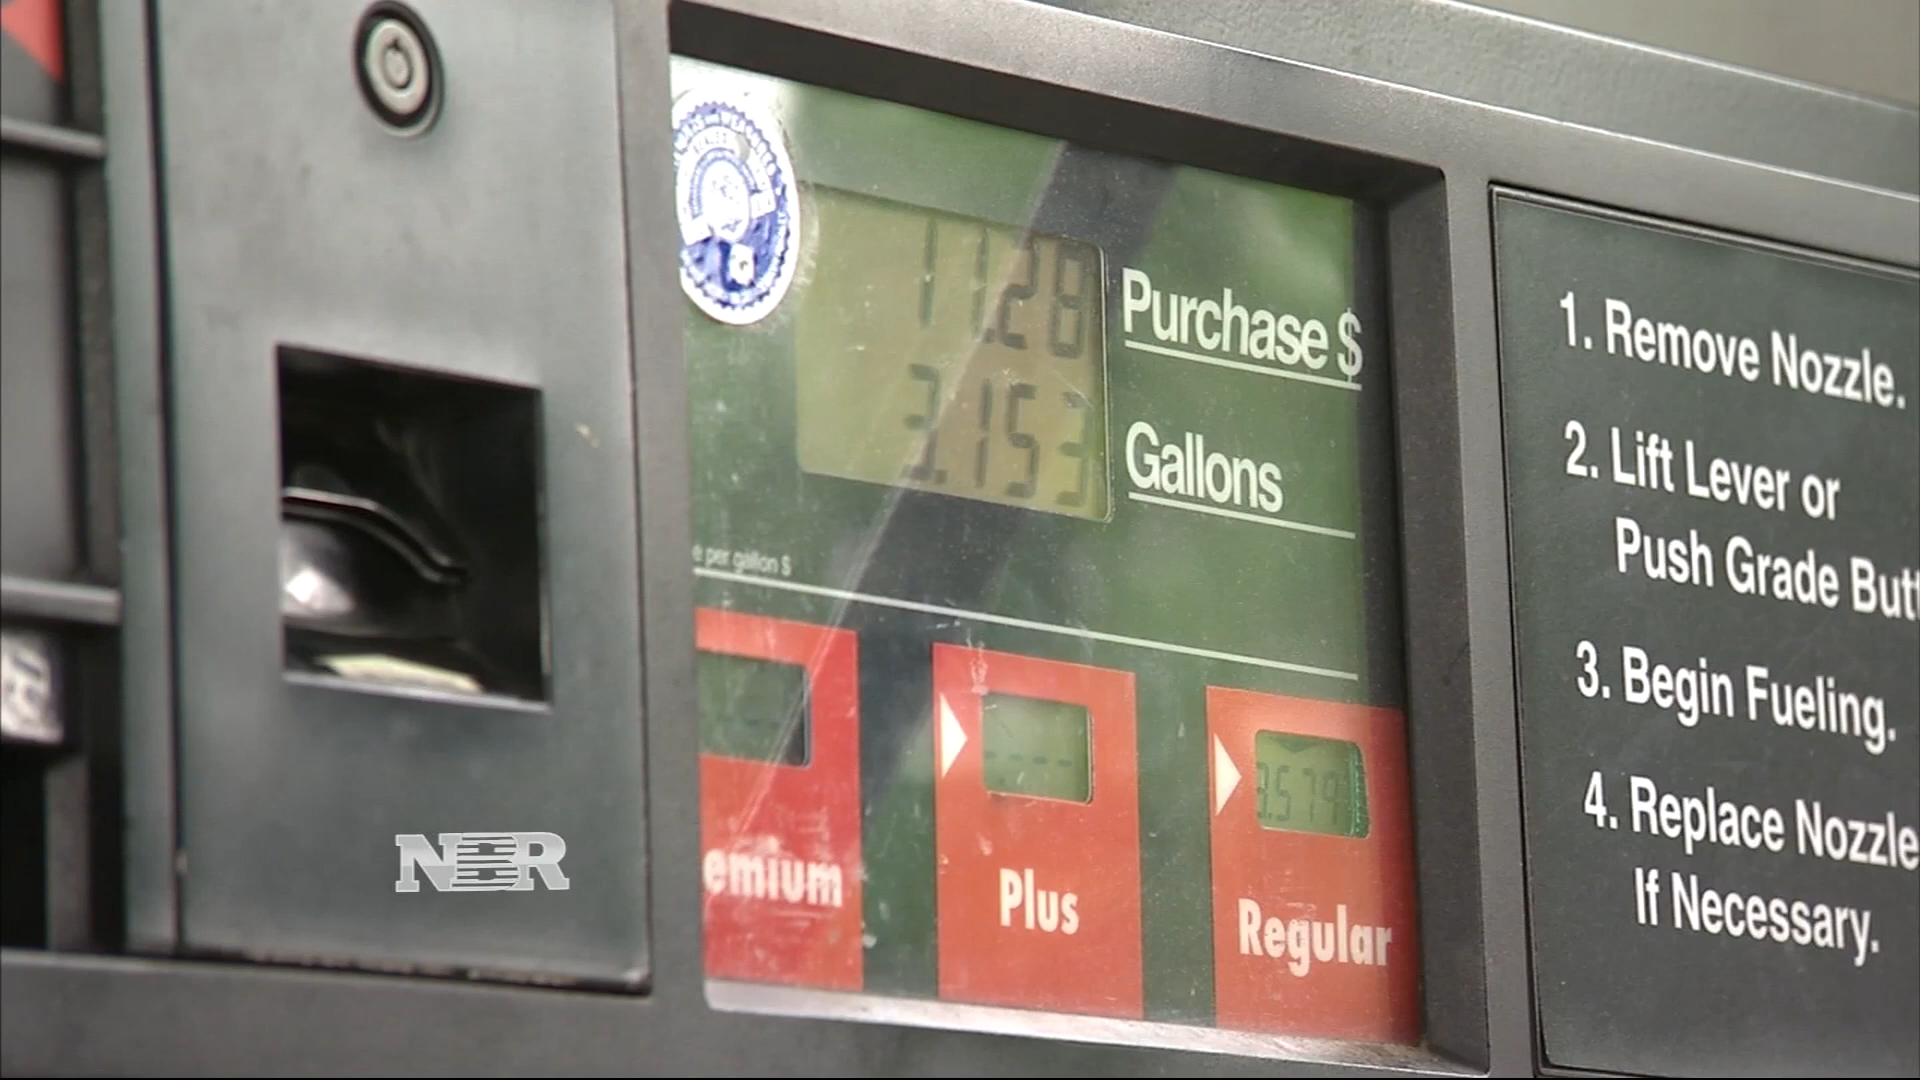 11.28
Purchase $
3.153
Gallons
e per gallon $
emium
Plus
3.579
Regular
1. Remove Nozzle.
2. Lift Lever or
Push Grade Butt
3. Begin Fueling.
4. Replace Nozzle
If Necessary.
NBR